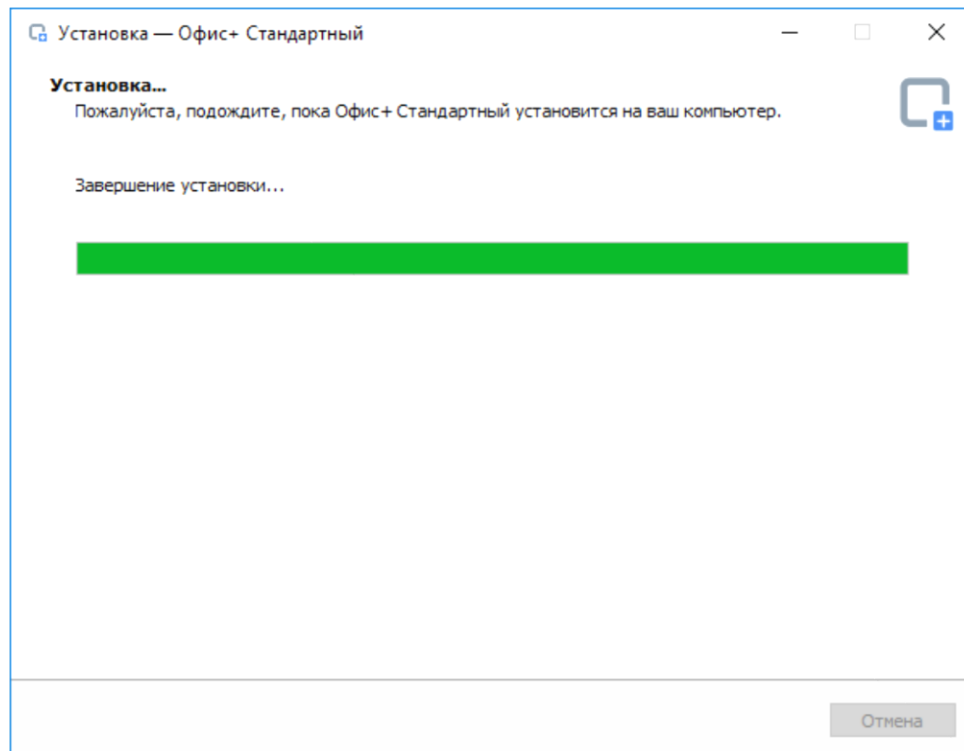 Установка — Офис+ Стандартный
Установка...
Пожалуйста, подождите, пока Офис+ Стандартный установится на ваш компьютер.
Завершение установки...
Отмена